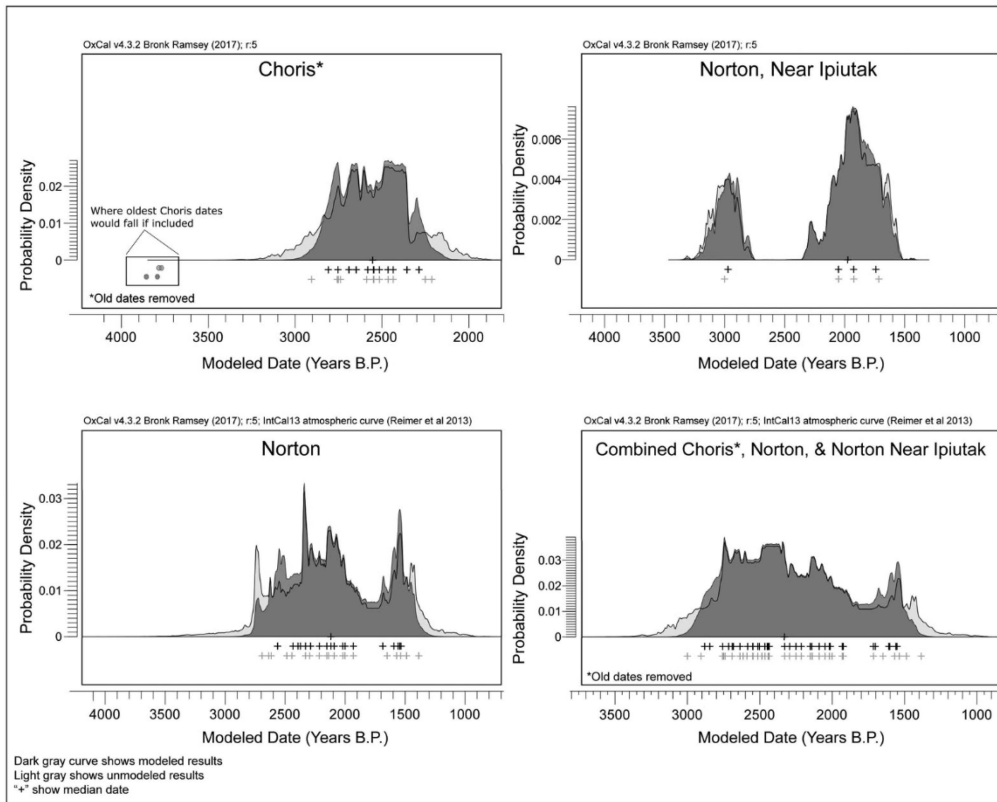 OxCal v4.3.2 Bronk Ramsey (2017); r:5
Choris*
Probability Density
0.02
0.01
0
Where oldest Choris dates
would fall if included
*Old dates removed
4000 3500 3000 2500 2000
Modeled Date (Years B.P.)
OxCal v4.3.2 Bronk Ramsey (2017); r:5
Norton, Near Ipiutak
Probability Density
0.006
0.004
0.002
0
3500 3000 2500 2000 1500 1000
Modeled Date (Years B.P.)
OxCal v4.3.2 Bronk Ramsey (2017); r:5; IntCal13 atmospheric curve (Reimer et al 2013)
Norton
Probability Density
0.03
0.02
0.01
0
4000 3500 3000 2500 2000 1500 1000
Modeled Date (Years B.P.)
OxCal v4.3.2 Bronk Ramsey (2017); r:5; IntCal13 atmospheric curve (Reimer et al 2013)
Combined Choris*, Norton, & Norton Near Ipiutak
Probability Density
0.03
0.02
0.01
0
*Old dates removed
3500 3000 2500 2000 1500 1000
Modeled Date (Years B.P.)
Dark gray curve shows modeled results
Light gray shows unmodeled results
"+" show median date